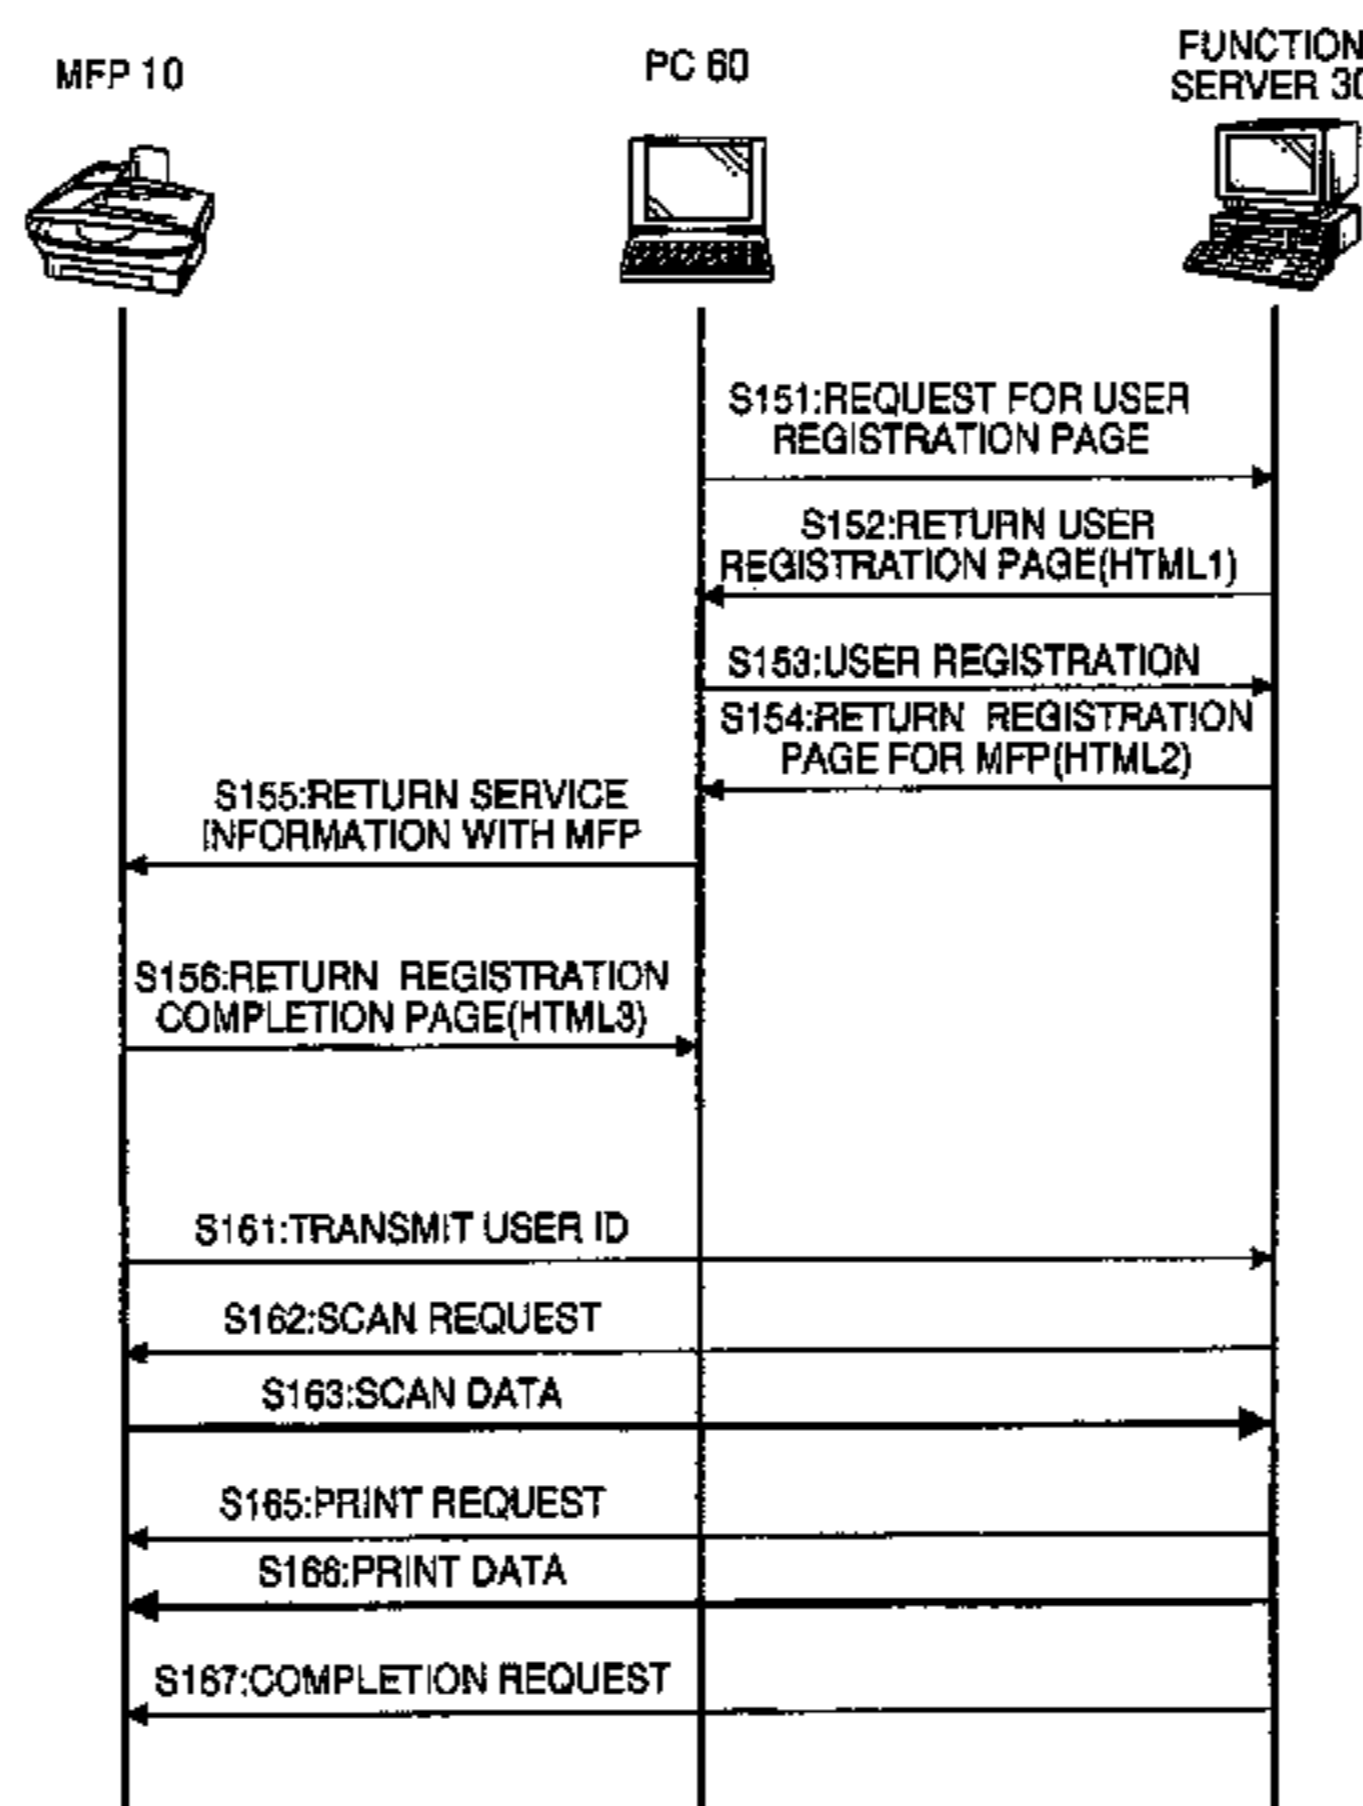 MFP 10
PC 60
FUNCTION
SERVER 30
S151:REQUEST FOR USER
REGISTRATION PAGE
S152:RETURN USER
REGISTRATION PAGE(HTML1)
S153:USER REGISTRATION
S154:RETURN REGISTRATION
PAGE FOR MFP(HTML2)
S155:RETURN SERVICE
INFORMATION WITH MFP
S156:RETURN REGISTRATION
COMPLETION PAGE(HTML3)
S161:TRANSMIT USER ID
S162:SCAN REQUEST
S163:SCAN DATA
S165:PRINT REQUEST
S166:PRINT DATA
S167:COMPLETION REQUEST